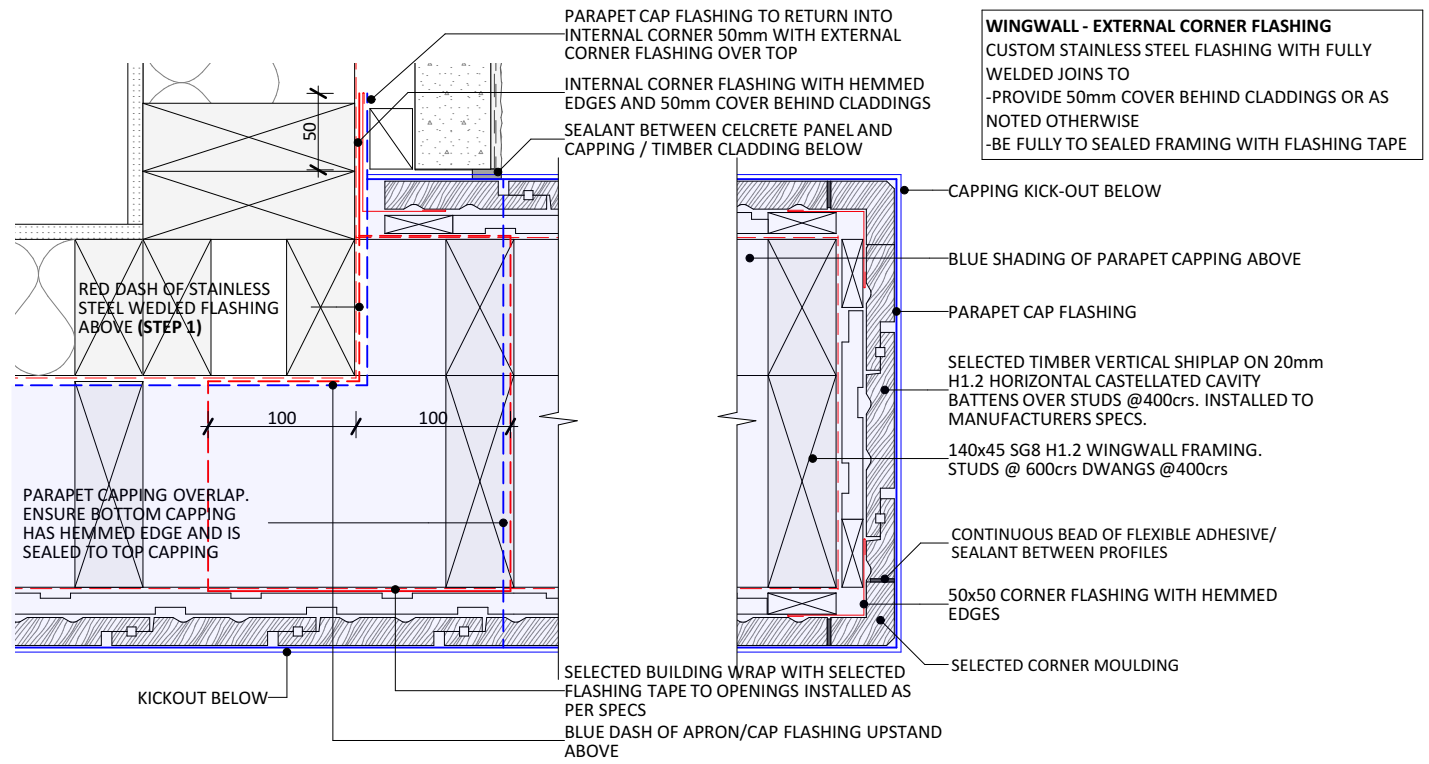 PARAPET CAP FLASHING TO RETURN INTO
INTERNAL CORNER 50mm WITH EXTERNAL
CORNER FLASHING OVER TOP
INTERNAL CORNER FLASHING WITH HEMMED
EDGES AND 50mm COVER BEHIND CLADDINGS
SEALANT BETWEEN CELCRETE PANEL AND
CAPPING / TIMBER CLADDING BELOW
WINGWALL - EXTERNAL CORNER FLASHING
CUSTOM STAINLESS STEEL FLASHING WITH FULLY
WELDED JOINS TO
-PROVIDE 50mm COVER BEHIND CLADDINGS OR AS
NOTED OTHERWISE
-BE FULLY TO SEALED FRAMING WITH FLASHING TAPE
50
CAPPING KICK-OUT BELOW
BLUE SHADING OF PARAPET CAPPING ABOVE
PARAPET CAP FLASHING
SELECTED TIMBER VERTICAL SHIPLAP ON 20mm
H1.2 HORIZONTAL CASTELLATED CAVITY
BATTENS OVER STUDS @400crs. INSTALLED TO
MANUFACTURERS SPECS.
140x45 SG8 H1.2 WINGWALL FRAMING.
STUDS @ 600crs DWANGS @400crs
CONTINUOUS BEAD OF FLEXIBLE ADHESIVE/
SEALANT BETWEEN PROFILES
50x50 CORNER FLASHING WITH HEMMED
EDGES
SELECTED CORNER MOULDING
RED DASH OF STAINLESS
STEEL WEDLED FLASHING
ABOVE (STEP 1)
100
100
PARAPET CAPPING OVERLAP.
ENSURE BOTTOM CAPPING
HAS HEMMED EDGE AND IS
SEALED TO TOP CAPPING
KICKOUT BELOW
SELECTED BUILDING WRAP WITH SELECTED
FLASHING TAPE TO OPENINGS INSTALLED AS
PER SPECS
BLUE DASH OF APRON/CAP FLASHING UPSTAND
ABOVE